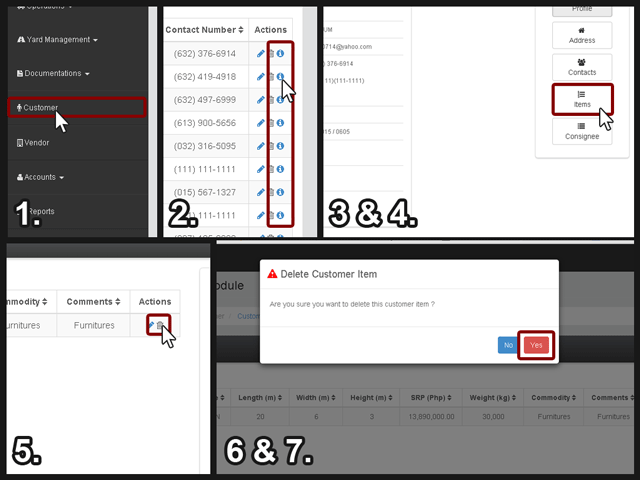 Operations
Yard Management
Documentations
Customer
Vendor
Accounts
Reports
1.
Contact Number Actions
(632) 376-6914
(632) 419-4918
(632) 497-6999
(613) 900-5656
(032) 316-5095
(111) 111-1111
(015) 567-1327
(111) 111-1111
2.
UM
3714@yahoo.com
) 376-6914
11)(111-1111)
015 / 0605
Profile
Address
Contacts
Items
Consignee
3 & 4.
mmodity Comments Actions
urnitures Furnitures
5.
Delete Customer Item
Are you sure you want to delete this customer item ?
No Yes
odule
er / Custom
Length (m) Width (m) Height (m) SRP (Php) Weight (kg) Commodity Comments
N 20 6 3 13,890,000.00 30,000 Furnitures Furnitures
6 & 7.